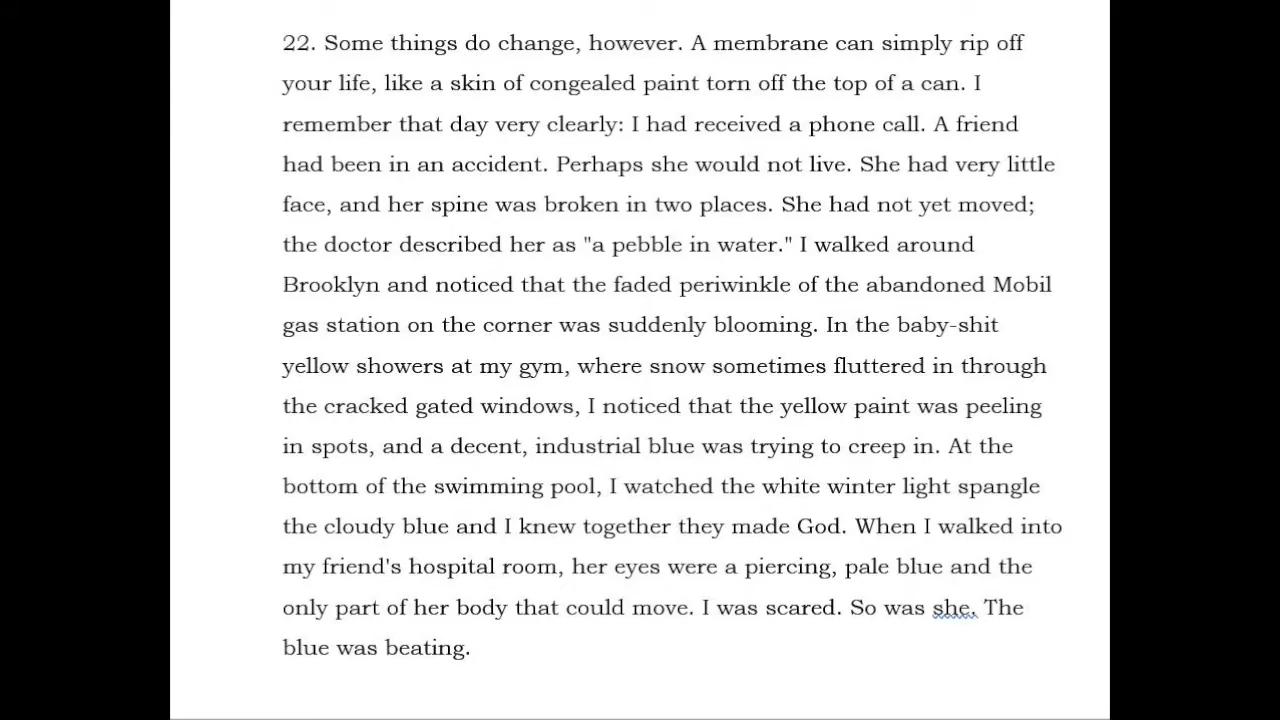 22. Some things do change, however. A membrane can simply rip off
your life, like a skin of congealed paint torn off the top of a can. I
remember that day very clearly: I had received a phone call. A friend
had been in an accident. Perhaps she would not live. She had very little
face, and her spine was broken in two places. She had not yet moved;
the doctor described her as "a pebble in water." I walked around
Brooklyn and noticed that the faded periwinkle of the abandoned Mobil
gas station on the corner was suddenly blooming. In the baby-shit
yellow showers at my gym, where snow sometimes fluttered in through
the cracked gated windows, I noticed that the yellow paint was peeling
in spots, and a decent, industrial blue was trying to creep in. At the
bottom of the swimming pool, I watched the white winter light spangle
the cloudy blue and I knew together they made God. When I walked into
my friend's hospital room, her eyes were a piercing, pale blue and the
only part of her body that could move. I was scared. So was she. The
blue was beating.